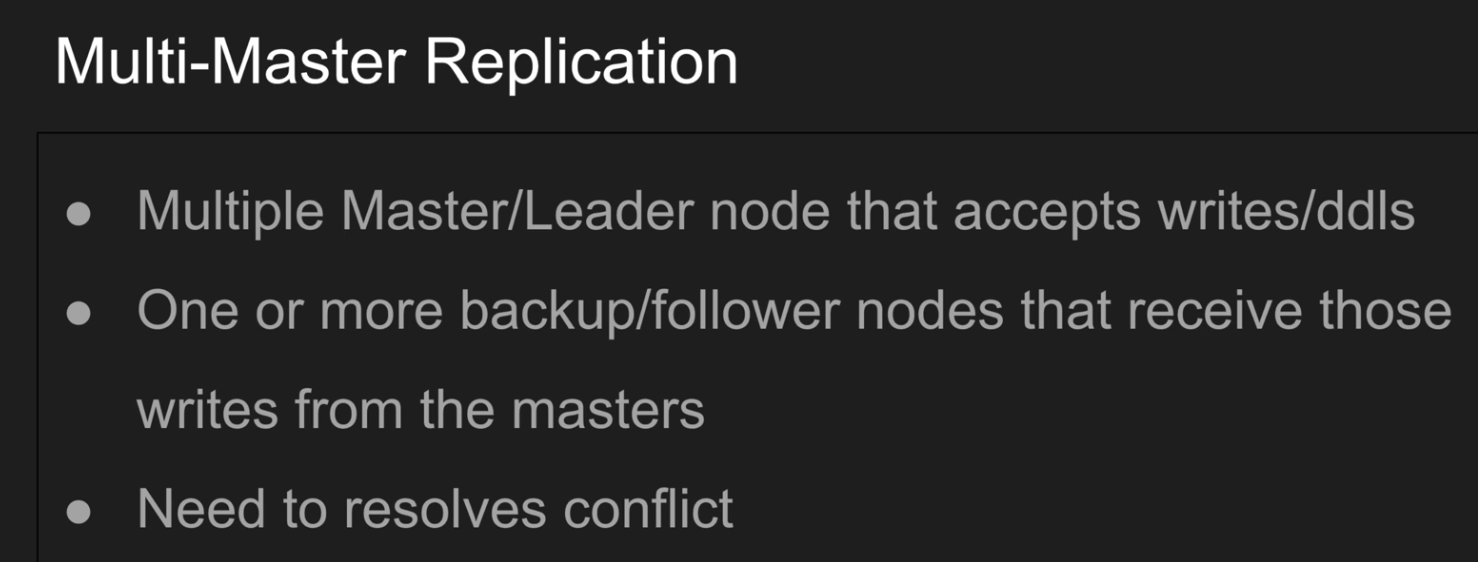 Multi-Master Replication
● Multiple Master/Leader node that accepts writes/ddls
● One or more backup/follower nodes that receive those
writes from the masters
● Need to resolves conflict